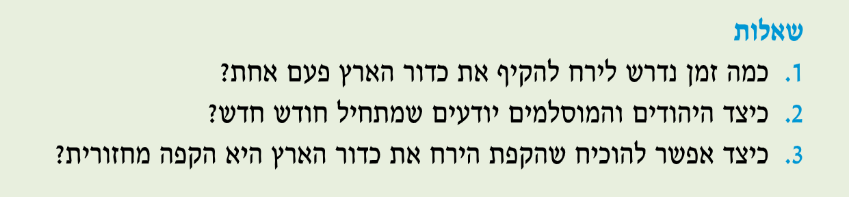 שאלות
1. כמה זמן נדרש לירח להקיף את כדור הארץ פעם אחת?
2. כיצד היהודים והמוסלמים יודעים שמתחיל חודש חדש?
3. כיצד אפשר להוכיח שהקפת הירח את כדור הארץ היא הקפה מחזורית?